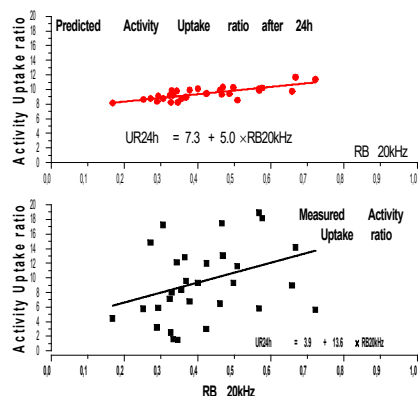 Predicted Activity Uptake ratio after 24h
Activity Uptake ratio
20
18
16
14
12
10
8
6
4
2
0
UR24h = 7.3 + 5.0 ×RB20kHz
RB 20kHz
0,0 0,1 0,2 0,3 0,4 0,5 0,6 0,7 0,8 0,9 1,0
Measured Activity
Uptake ratio
Activity Uptake ratio
20
18
16
14
12
10
8
6
4
2
0
UR24h = 3.9 + 13.6 x RB20kHz
0,0 0,1 0,2 0,3 0,4 0,5 0,6 0,7 0,8 0,9 1,0
RB 20kHz